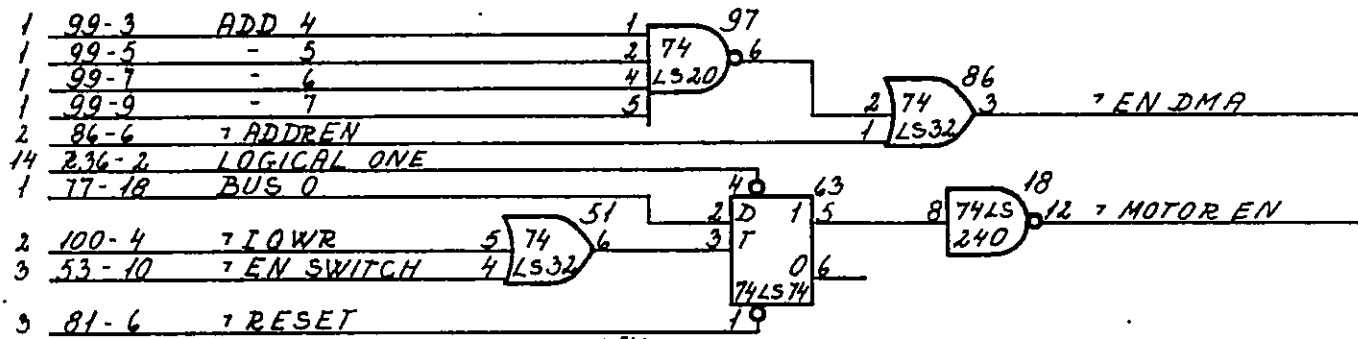 1 99-3 ADD 4 1 97
1 99-5 - 5 2 74 6
1 99-7 - 6 4 LS20
1 99-9 - 7 5
86
2 74 3 ¬ EN DMA
2 86-6 ¬ ADDREN 1 LS32
14 R36-2 LOGICAL ONE
1 77-18 BUS 0 4 63 18
2 D 1 5 8 74LS 12 ¬ MOTOR EN
240
51
2 100-4 ¬ IOWR 5 74 6 3 T
3 53-10 ¬ EN SWITCH 4 LS32 0 6
74LS74
3 81-6 ¬ RESET 1